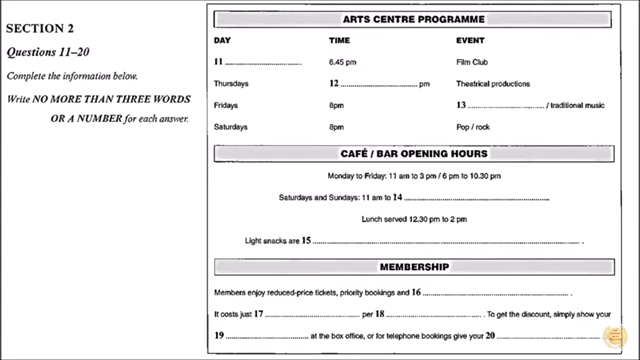 SECTION 2
Questions 11–20
Complete the information below.
Write NO MORE THAN THREE WORDS
OR A NUMBER for each answer.
ARTS CENTRE PROGRAMME
DAY TIME EVENT
11 ........................ 6.45 pm Film Club
Thursdays 12 ........................ pm Theatrical productions
Fridays 8pm 13 ........................ / traditional music
Saturdays 8pm Pop / rock
CAFÉ / BAR OPENING HOURS
Monday to Friday: 11 am to 3 pm / 6 pm to 10.30 pm
Saturdays and Sundays: 11 am to 14 ........................
Lunch served 12.30 pm to 2 pm
Light snacks are 15 ........................ .
MEMBERSHIP
Members enjoy reduced-price tickets, priority bookings and 16 ........................ .
It costs just 17 ........................ per 18 ........................ . To get the discount, simply show your
19 ........................ at the box office, or for telephone bookings give your 20 ........................